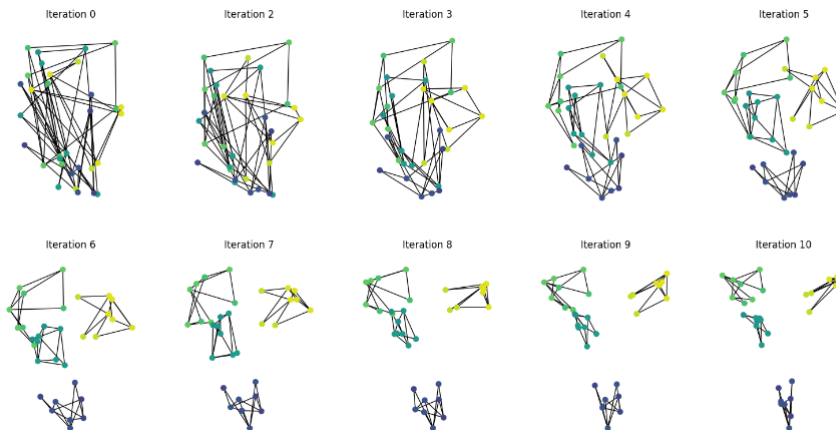 Iteration 0
Iteration 2
Iteration 3
Iteration 4
Iteration 5
Iteration 6
Iteration 7
Iteration 8
Iteration 9
Iteration 10